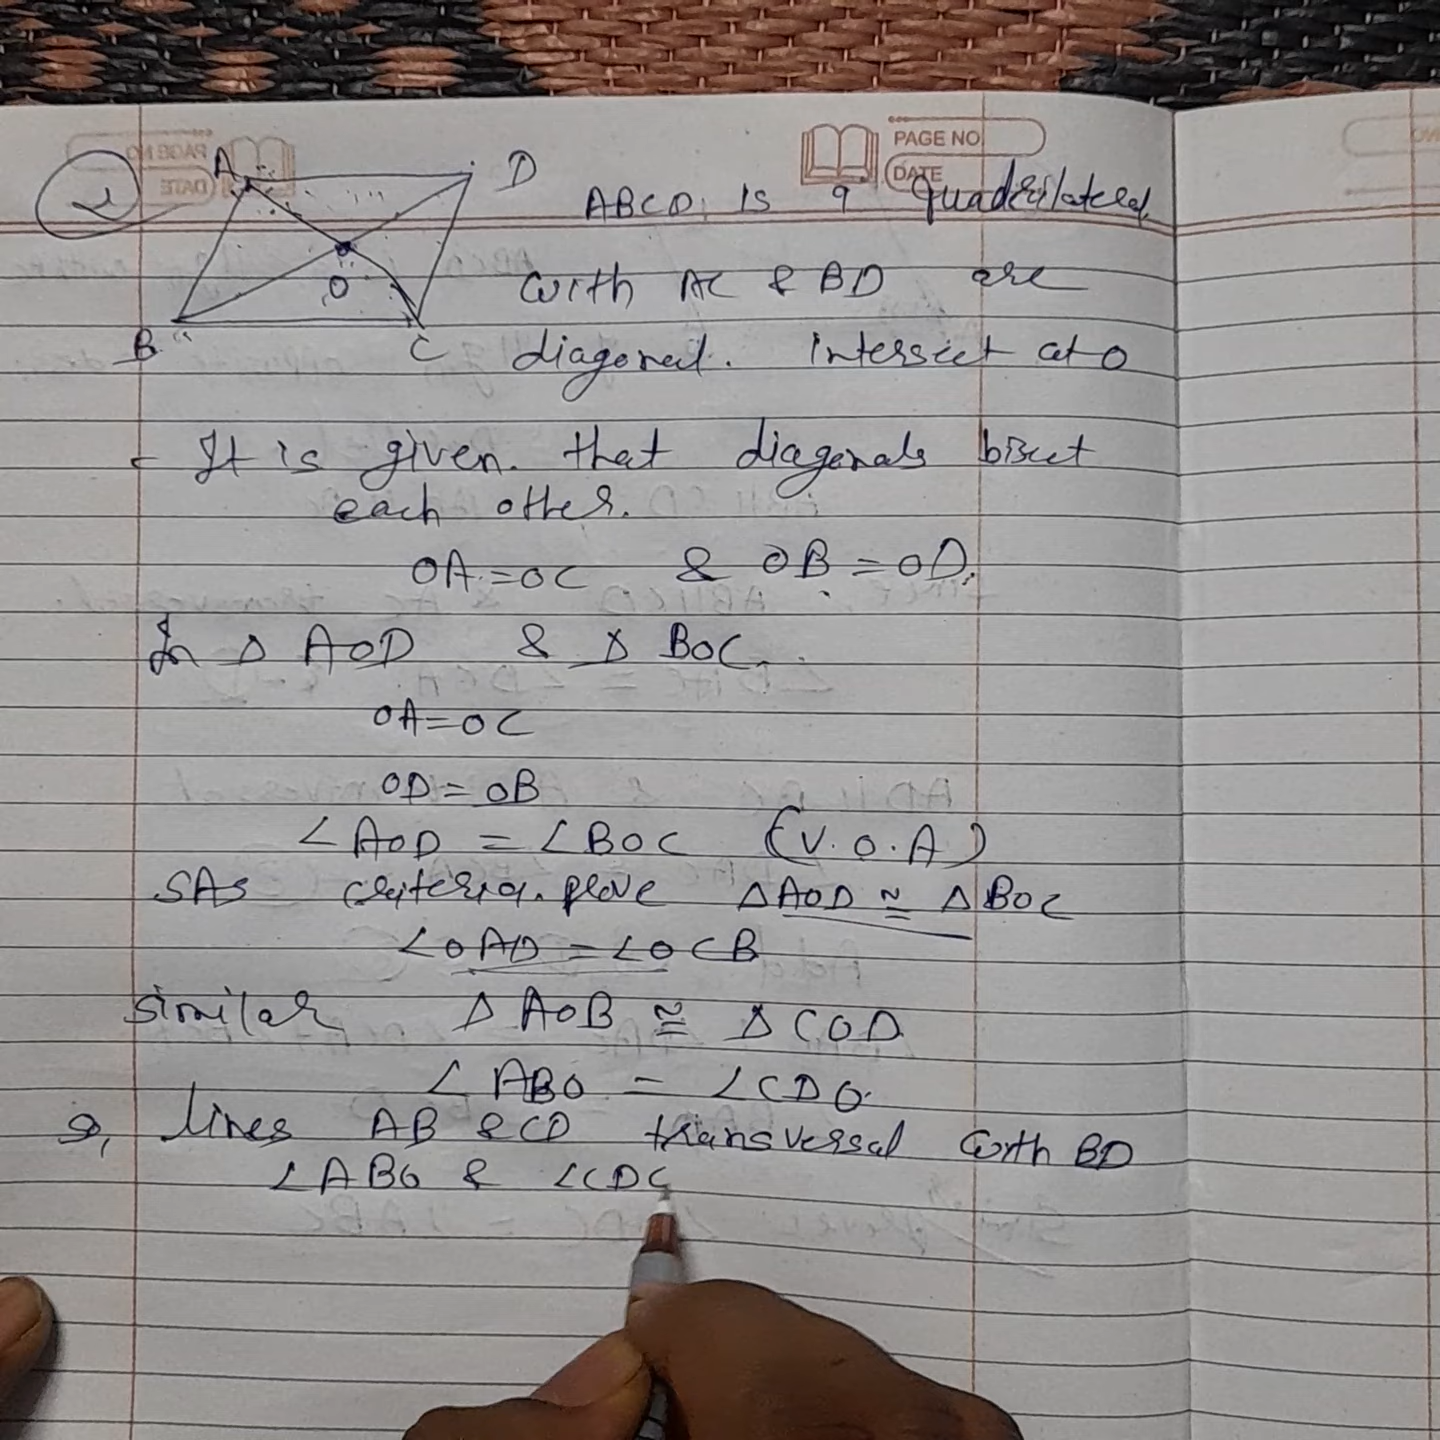 PAGE NO
DATE
2
A D
ABCD is a quadrilateral
O
with AC & BD are
B C
diagonal. Intersect at O
- It is given. that diagonals bisect
each other.
OA = OC & OB = OD.
In Δ AOD & Δ BOC.
OA = OC
OD = OB
∠AOD = ∠BOC (V.O.A)
SAS criteria. prove Δ AOD ≅ Δ BOC
∠OAD = ∠OCB
similar Δ AOB ≅ Δ COD
∠ABO = ∠CDO.
lines AB & CD transversal with BD
∠ABO & ∠CDO